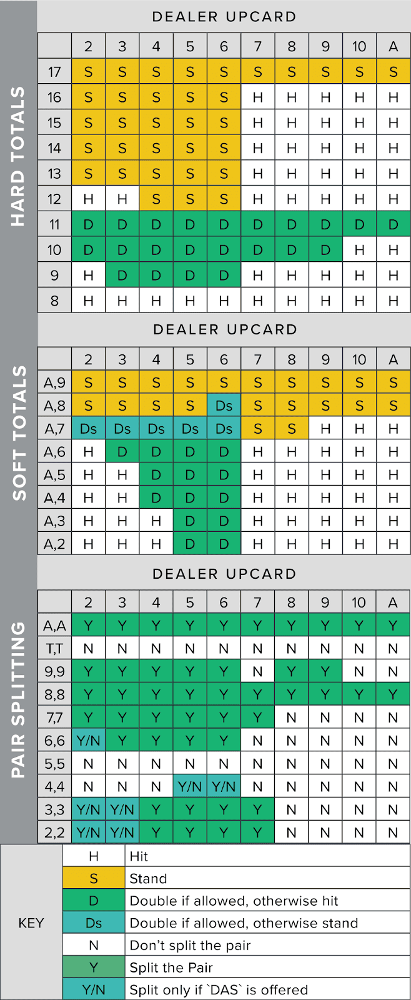 HARD TOTALS
DEALER UPCARD
2 3 4 5 6 7 8 9 10 A
17 S S S S S S S S S S
16 S S S S S H H H H H
15 S S S S S H H H H H
14 S S S S S H H H H H
13 S S S S S H H H H H
12 H H S S S H H H H H
11 D D D D D D D D D D
10 D D D D D D D D H H
9 H D D D D H H H H H
8 H H H H H H H H H H
SOFT TOTALS
DEALER UPCARD
2 3 4 5 6 7 8 9 10 A
A,9 S S S S S S S S S S
A,8 S S S S Ds S S S S S
A,7 Ds Ds Ds Ds Ds S S H H H
A,6 H D D D D H H H H H
A,5 H H D D D H H H H H
A,4 H H D D D H H H H H
A,3 H H H D D H H H H H
A,2 H H H D D H H H H H
PAIR SPLITTING
DEALER UPCARD
2 3 4 5 6 7 8 9 10 A
A,A Y Y Y Y Y Y Y Y Y Y
T,T N N N N N N N N N N
9,9 Y Y Y Y Y N Y Y N N
8,8 Y Y Y Y Y Y Y Y Y Y
7,7 Y Y Y Y Y Y N N N N
6,6 Y/N Y Y Y Y N N N N N
5,5 N N N N N N N N N N
4,4 N N N Y/N Y/N N N N N N
3,3 Y/N Y/N Y Y Y Y N N N N
2,2 Y/N Y/N Y Y Y Y N N N N
KEY
H Hit
S Stand
D Double if allowed, otherwise hit
Ds Double if allowed, otherwise stand
N Don't split the pair
Y Split the Pair
Y/N Split only if `DAS` is offered